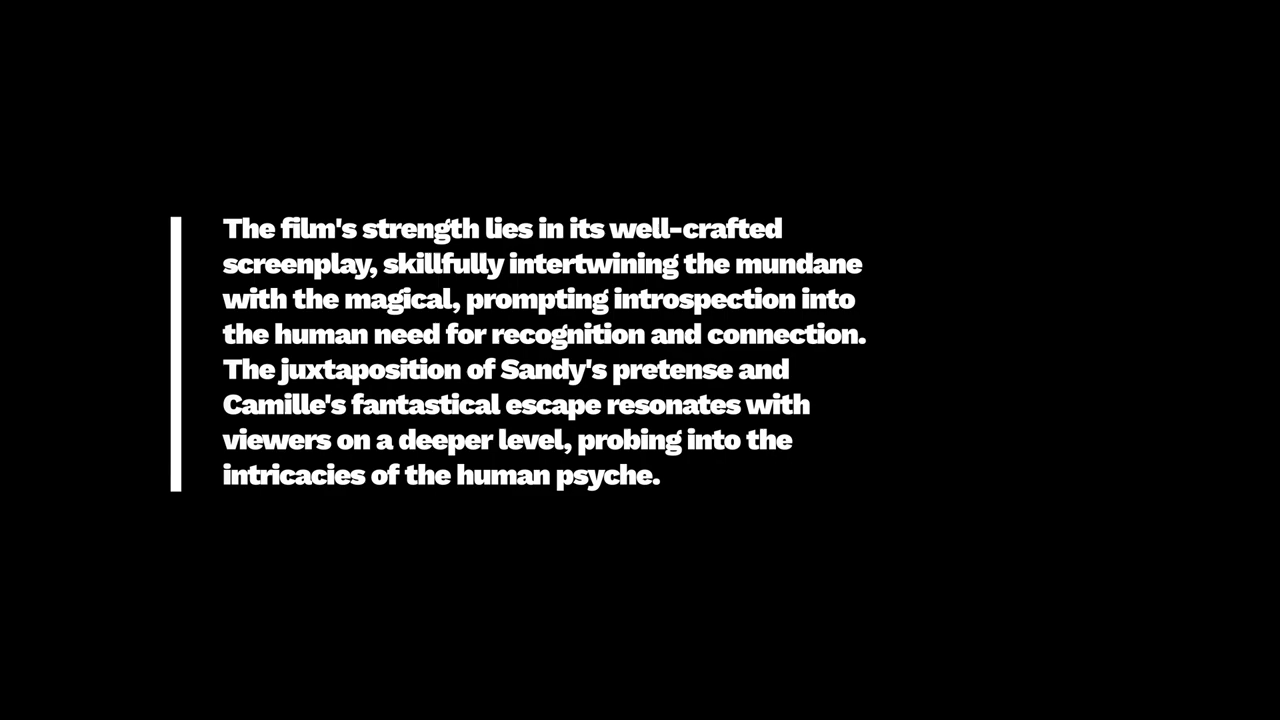 The film's strength lies in its well-crafted
screenplay, skillfully intertwining the mundane
with the magical, prompting introspection into
the human need for recognition and connection.
The juxtaposition of Sandy's pretense and
Camille's fantastical escape resonates with
viewers on a deeper level, probing into the
intricacies of the human psyche.